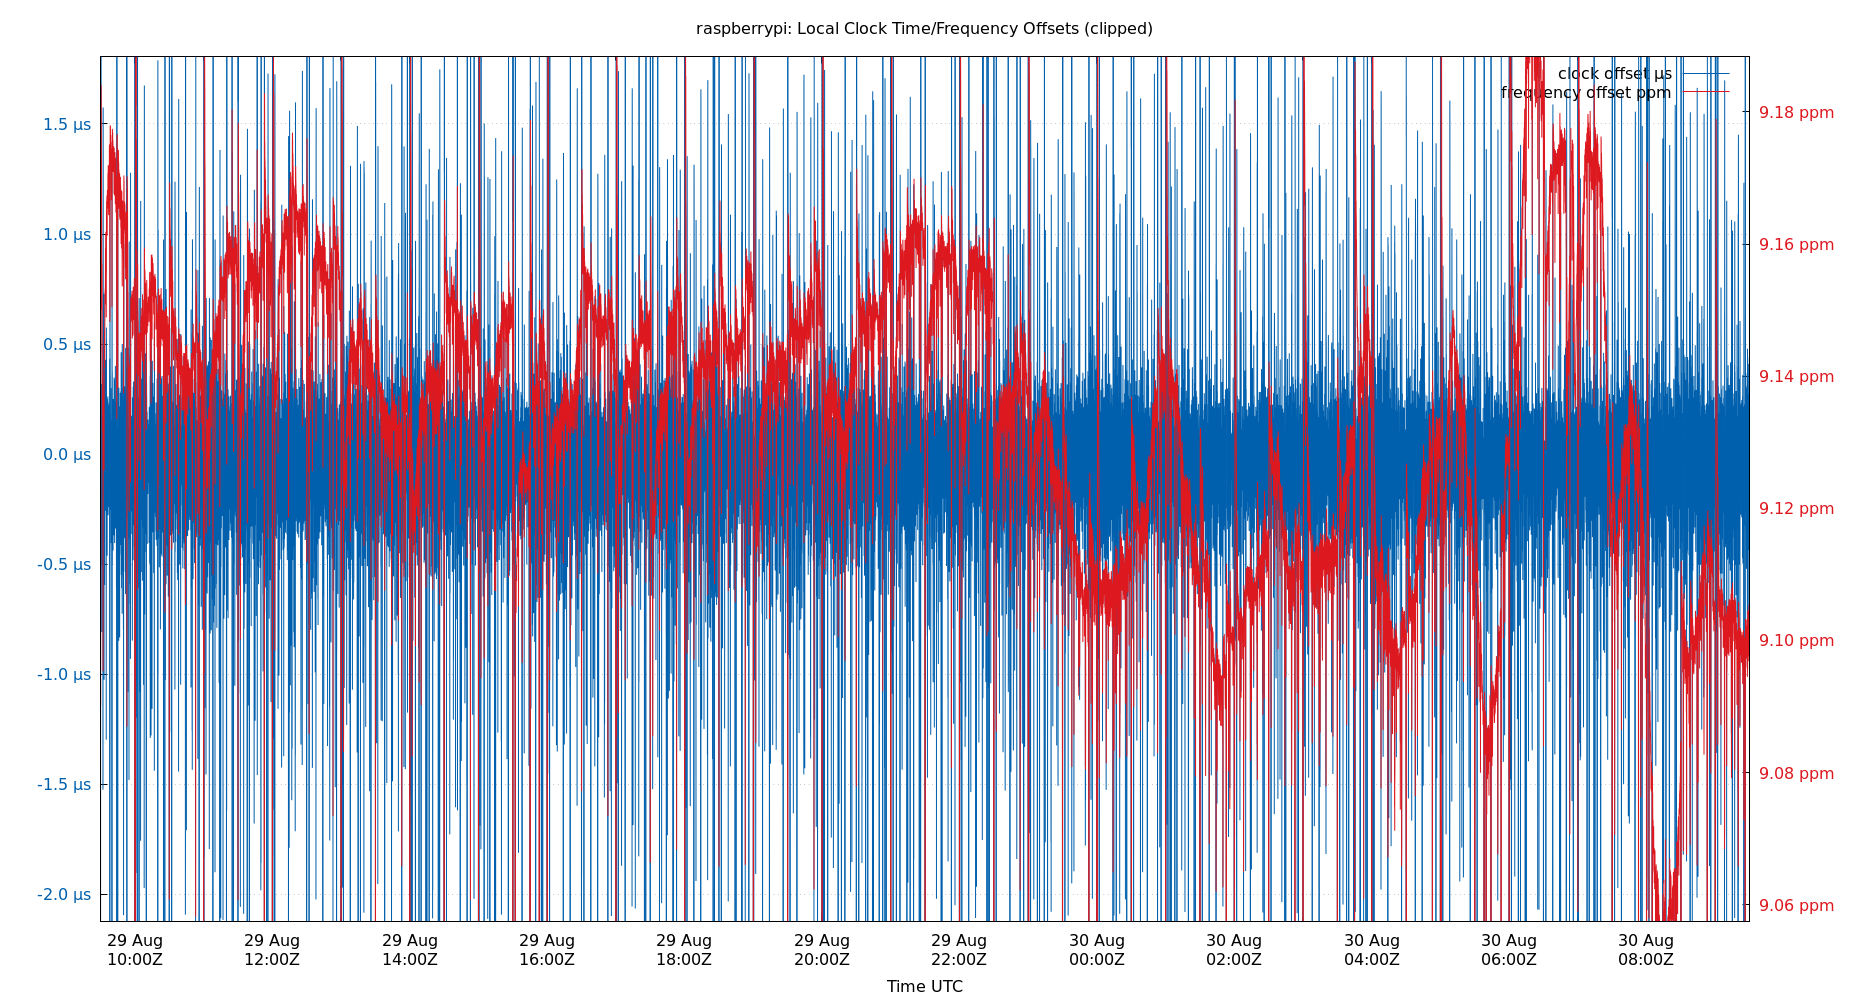 raspberrypi: Local Clock Time/Frequency Offsets (clipped)
clock offset µs
frequency offset ppm
1.5 µs
1.0 µs
0.5 µs
0.0 µs
-0.5 µs
-1.0 µs
-1.5 µs
-2.0 µs
9.18 ppm
9.16 ppm
9.14 ppm
9.12 ppm
9.10 ppm
9.08 ppm
9.06 ppm
29 Aug
10:00Z
29 Aug
12:00Z
29 Aug
14:00Z
29 Aug
16:00Z
29 Aug
18:00Z
29 Aug
20:00Z
29 Aug
22:00Z
30 Aug
00:00Z
30 Aug
02:00Z
30 Aug
04:00Z
30 Aug
06:00Z
30 Aug
08:00Z
Time UTC